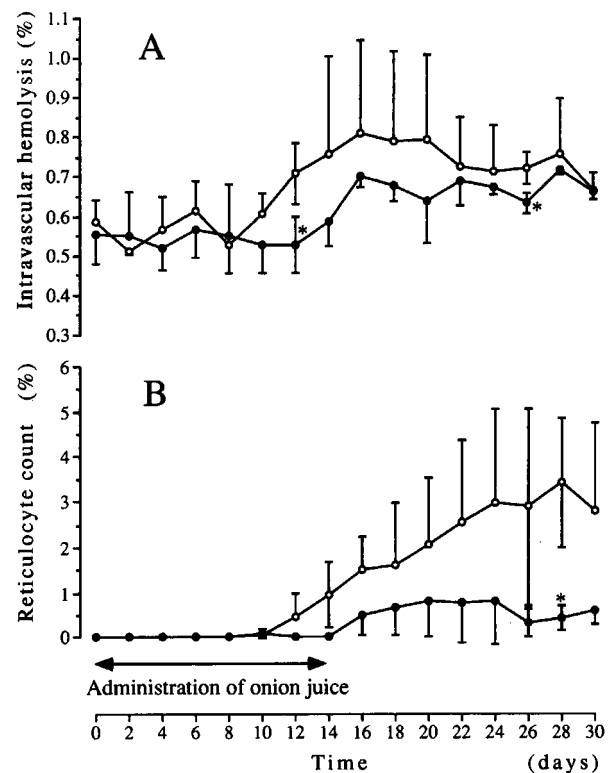 Intravascular hemolysis (%)
1.1
1.0
0.9
0.8
0.7
0.6
0.5
0.4
0.3
A
*
*
Reticulocyte count (%)
6
5
4
3
2
1
0
B
*
Administration of onion juice
0 2 4 6 8 10 12 14 16 18 20 22 24 26 28 30
Time (days)